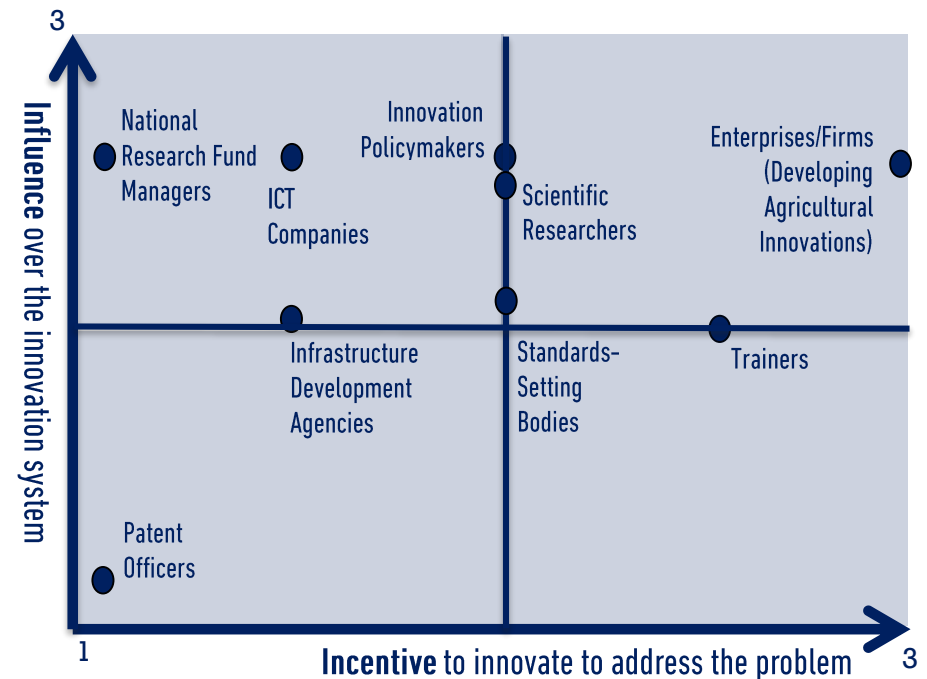 3
Influence over the innovation system
National
Research Fund
Managers
ICT
Companies
Innovation
Policymakers
Scientific
Researchers
Enterprises/Firms
(Developing
Agricultural
Innovations)
Infrastructure
Development
Agencies
Standards-
Setting
Bodies
Trainers
Patent
Officers
1
Incentive to innovate to address the problem
3